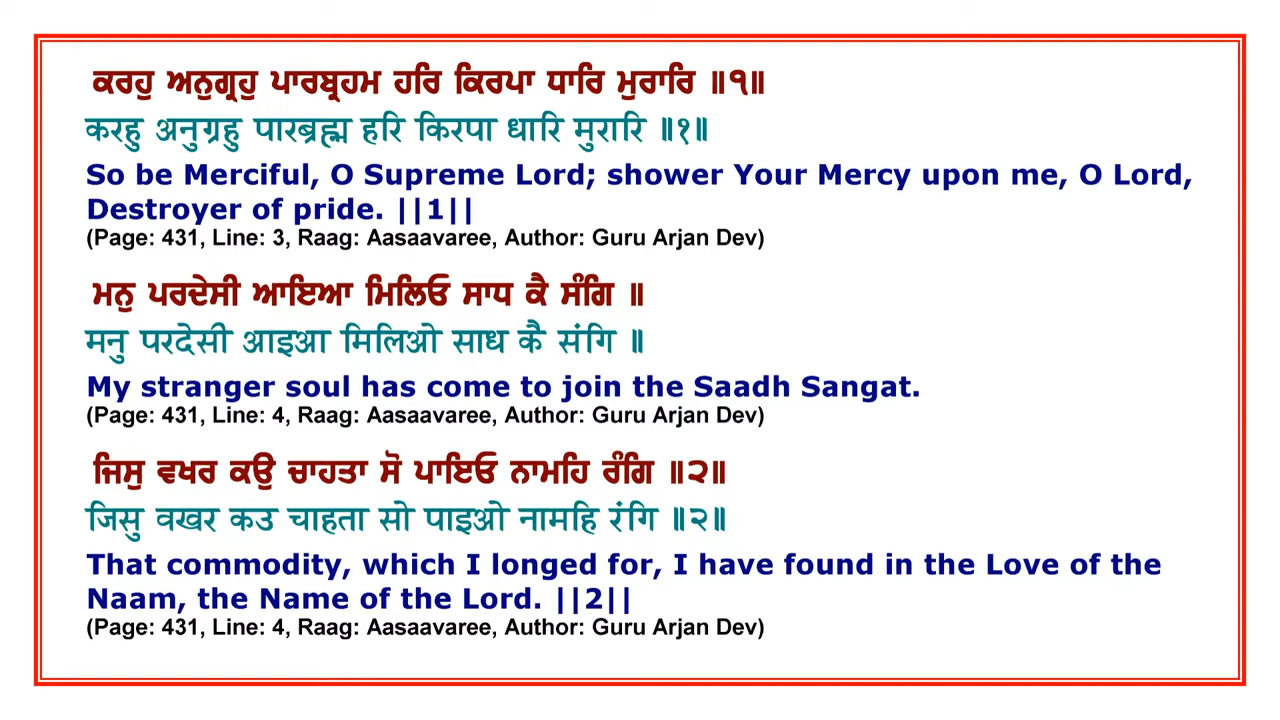 ਕਰਹੁ ਅਨੁਗ੍ਰਹੁ ਪਾਰਬ੍ਰਹਮ ਹਰਿ ਕਿਰਪਾ ਧਾਰਿ ਮੁਰਾਰਿ ॥੧॥
करहु अनुग्रहु पारब्रह्म हरि किरपा धारि मुरारि ॥१॥
So be Merciful, O Supreme Lord; shower Your Mercy upon me, O Lord,
Destroyer of pride. ||1||
(Page: 431, Line: 3, Raag: Aasaavaree, Author: Guru Arjan Dev)
ਮਨੁ ਪਰਦੇਸੀ ਆਇਆ ਮਿਲਿਓ ਸਾਧ ਕੈ ਸੰਗਿ ॥
मनु परदेसी आइआ मिलिओ साध कै संगि ॥
My stranger soul has come to join the Saadh Sangat.
(Page: 431, Line: 4, Raag: Aasaavaree, Author: Guru Arjan Dev)
ਜਿਸੁ ਵਖਰ ਕਉ ਚਾਹਤਾ ਸੋ ਪਾਇਓ ਨਾਮਹਿ ਰੰਗਿ ॥੨॥
जिसु वखर कउ चाहता सो पाइओ नामहि रंगि ॥२॥
That commodity, which I longed for, I have found in the Love of the
Naam, the Name of the Lord. ||2||
(Page: 431, Line: 4, Raag: Aasaavaree, Author: Guru Arjan Dev)